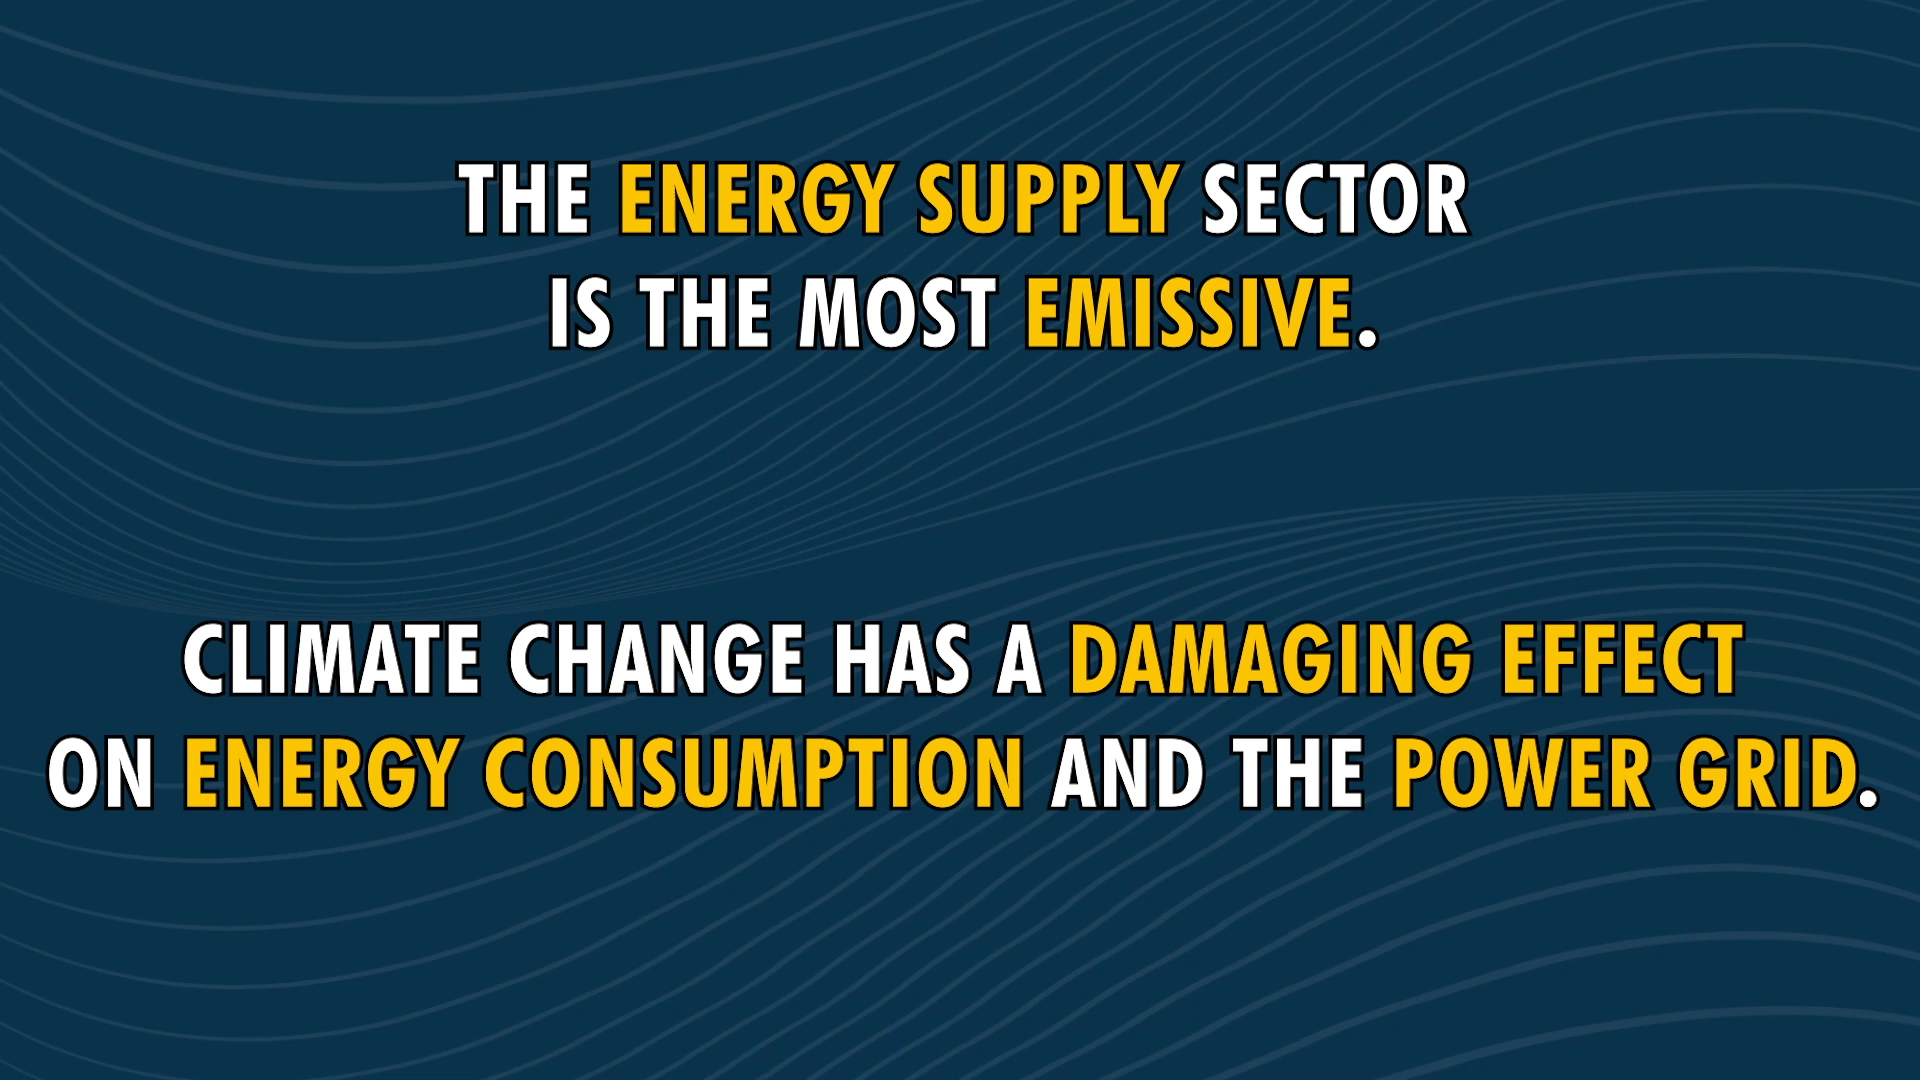 THE ENERGY SUPPLY SECTOR
IS THE MOST EMISSIVE.
CLIMATE CHANGE HAS A DAMAGING EFFECT
ON ENERGY CONSUMPTION AND THE POWER GRID.